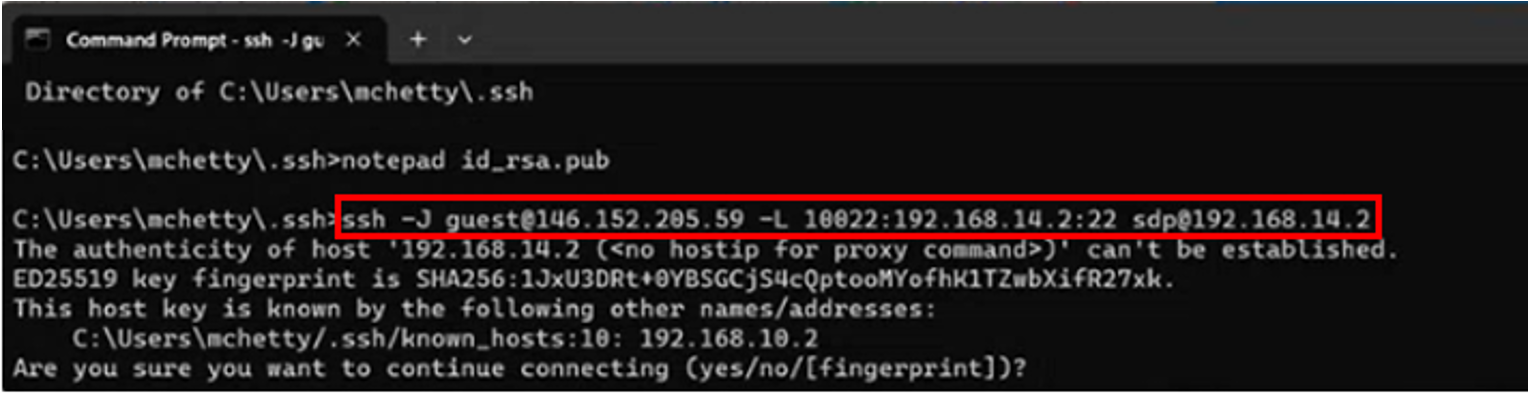 Command Prompt - ssh -J gu
Directory of C:\Users\mchetty\.ssh
C:\Users\mchetty\.ssh>notepad id_rsa.pub
C:\Users\mchetty\.ssh>ssh -J guest@146.152.205.59 -L 10022:192.168.14.2:22 sdp@192.168.14.2
The authenticity of host '192.168.14.2 (<no hostip for proxy command>)' can't be established.
ED25519 key fingerprint is SHA256:1JxU3DRt+0YBSGCjS4cQptooMYofhK1TZwbXifR27xk.
This host key is known by the following other names/addresses:
C:\Users\mchetty/.ssh/known_hosts:10: 192.168.10.2
Are you sure you want to continue connecting (yes/no/[fingerprint])?